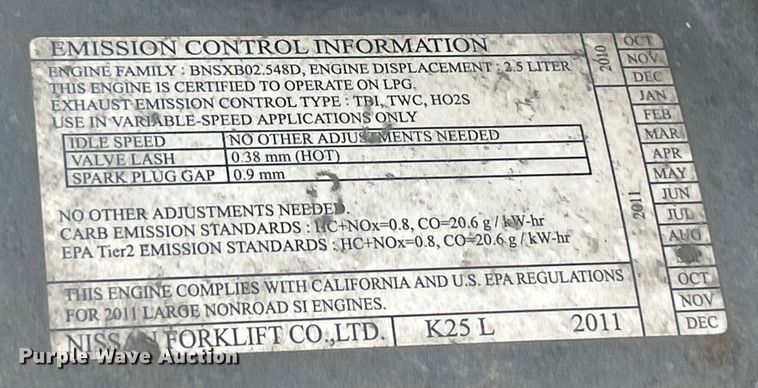 EMISSION CONTROL INFORMATION
ENGINE FAMILY : BNSXB02.548D, ENGINE DISPLACEMENT : 2.5 LITER
THIS ENGINE IS CERTIFIED TO OPERATE ON LPG.
EXHAUST EMISSION CONTROL TYPE : TBI, TWC, HO2S
USE IN VARIABLE-SPEED APPLICATIONS ONLY
IDLE SPEED NO OTHER ADJUSTMENTS NEEDED
VALVE LASH 0.38 mm (HOT)
SPARK PLUG GAP 0.9 mm
NO OTHER ADJUSTMENTS NEEDED.
CARB EMISSION STANDARDS : HC+NOx=0.8, CO=20.6 g / kW-hr
EPA Tier2 EMISSION STANDARDS : HC+NOx=0.8, CO=20.6 g / kW-hr
THIS ENGINE COMPLIES WITH CALIFORNIA AND U.S. EPA REGULATIONS
FOR 2011 LARGE NONROAD SI ENGINES.
NISSAN FORKLIFT CO.,LTD. K25 L 2011
2010
OCT
NOV
DEC
2011
JAN
FEB
MAR
APR
MAY
JUN
JUL
AUG
OCT
NOV
DEC
Purple Wave Auction